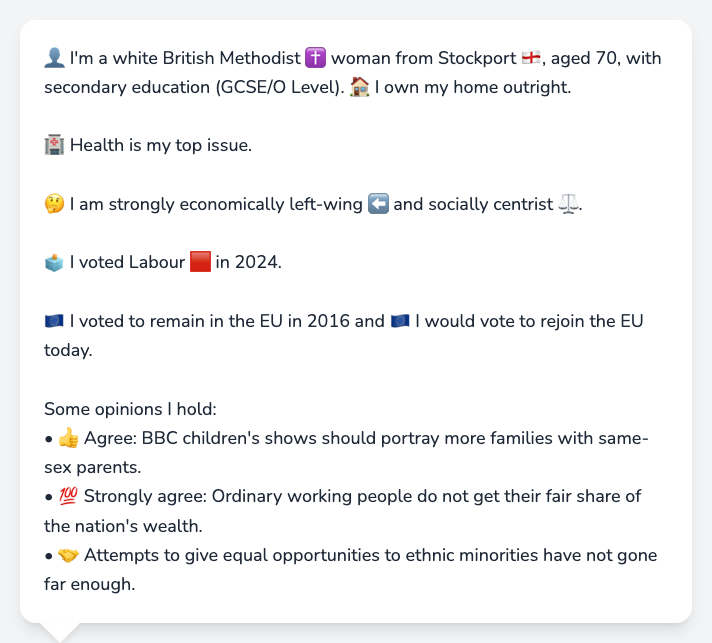 👤 I'm a white British Methodist ✝️ woman from Stockport 🏴󠁧󠁢󠁥󠁮󠁧󠁿, aged 70, with
secondary education (GCSE/O Level). 🏠 I own my home outright.
🏥 Health is my top issue.
🤔 I am strongly economically left-wing ⬅️ and socially centrist ⚖️.
🗳️ I voted Labour 🟥 in 2024.
🇪🇺 I voted to remain in the EU in 2016 and 🇪🇺 I would vote to rejoin the EU
today.
Some opinions I hold:
• 👍 Agree: BBC children's shows should portray more families with same-
sex parents.
• 💯 Strongly agree: Ordinary working people do not get their fair share of
the nation's wealth.
• 🤝 Attempts to give equal opportunities to ethnic minorities have not gone
far enough.